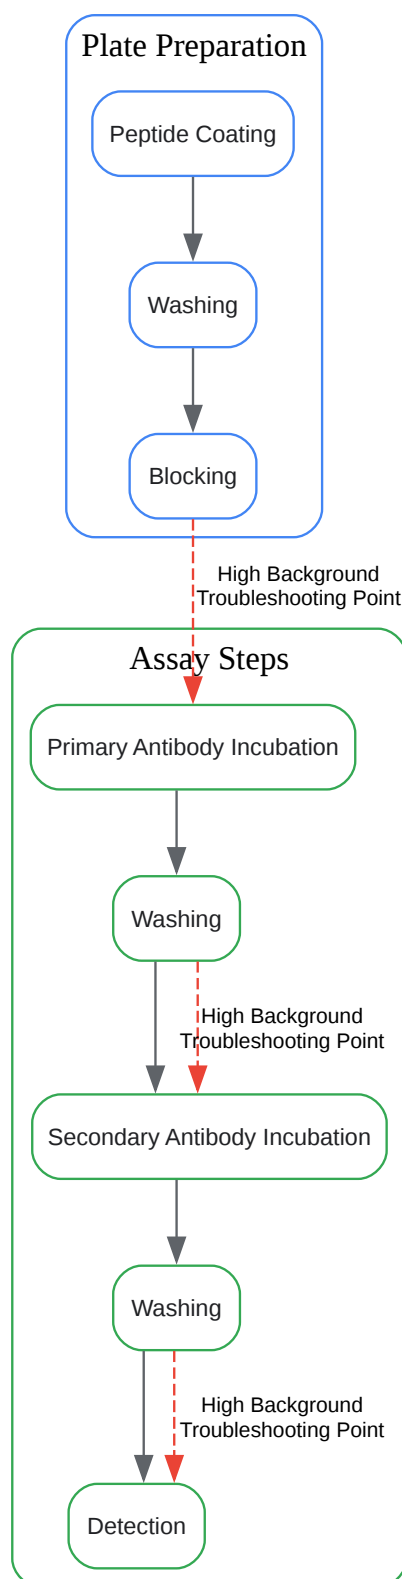 Plate Preparation
Peptide Coating
Washing
Blocking
High Background
Troubleshooting Point
Assay Steps
Primary Antibody Incubation
Washing
High Background
Troubleshooting Point
Secondary Antibody Incubation
Washing
High Background
Troubleshooting Point
Detection